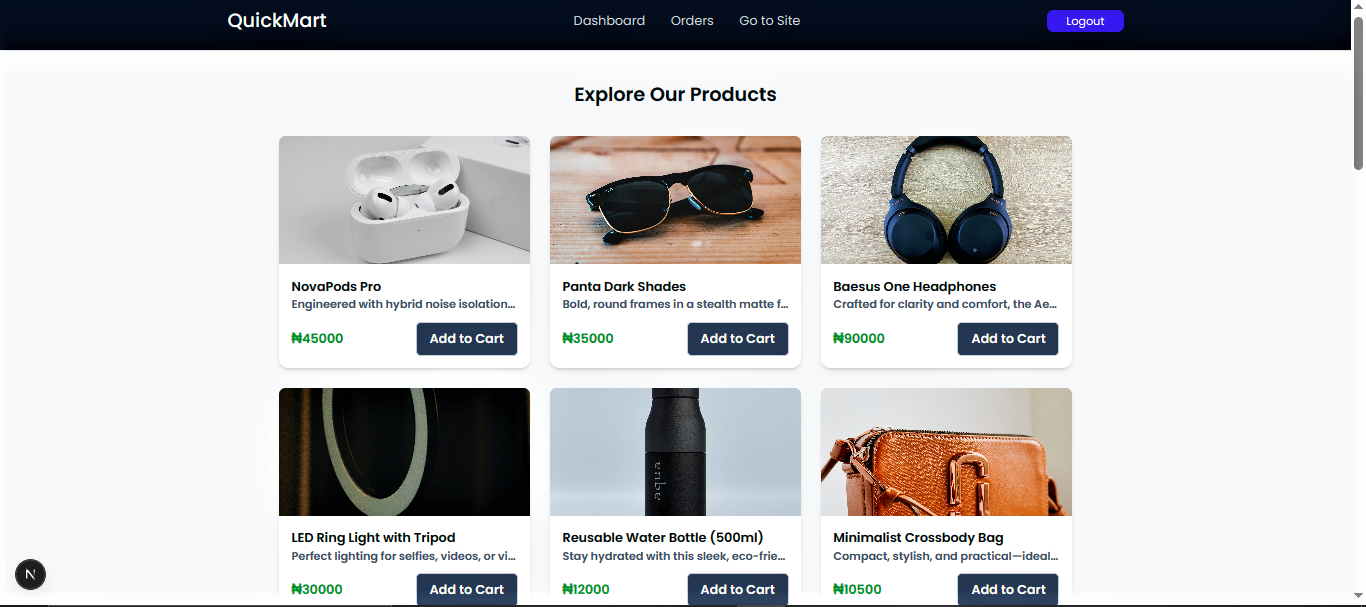 QuickMart
Dashboard Orders Go to Site
Logout
Explore Our Products
NovaPods Pro
Engineered with hybrid noise isolation...
₦45000
Add to Cart
Panta Dark Shades
Bold, round frames in a stealth matte f...
₦35000
Add to Cart
Baesus One Headphones
Crafted for clarity and comfort, the Ae...
₦90000
Add to Cart
LED Ring Light with Tripod
Perfect lighting for selfies, videos, or vi...
₦30000
Add to Cart
aqua
Reusable Water Bottle (500ml)
Stay hydrated with this sleek, eco-frie...
₦12000
Add to Cart
Minimalist Crossbody Bag
Compact, stylish, and practical—ideal...
₦10500
Add to Cart
N